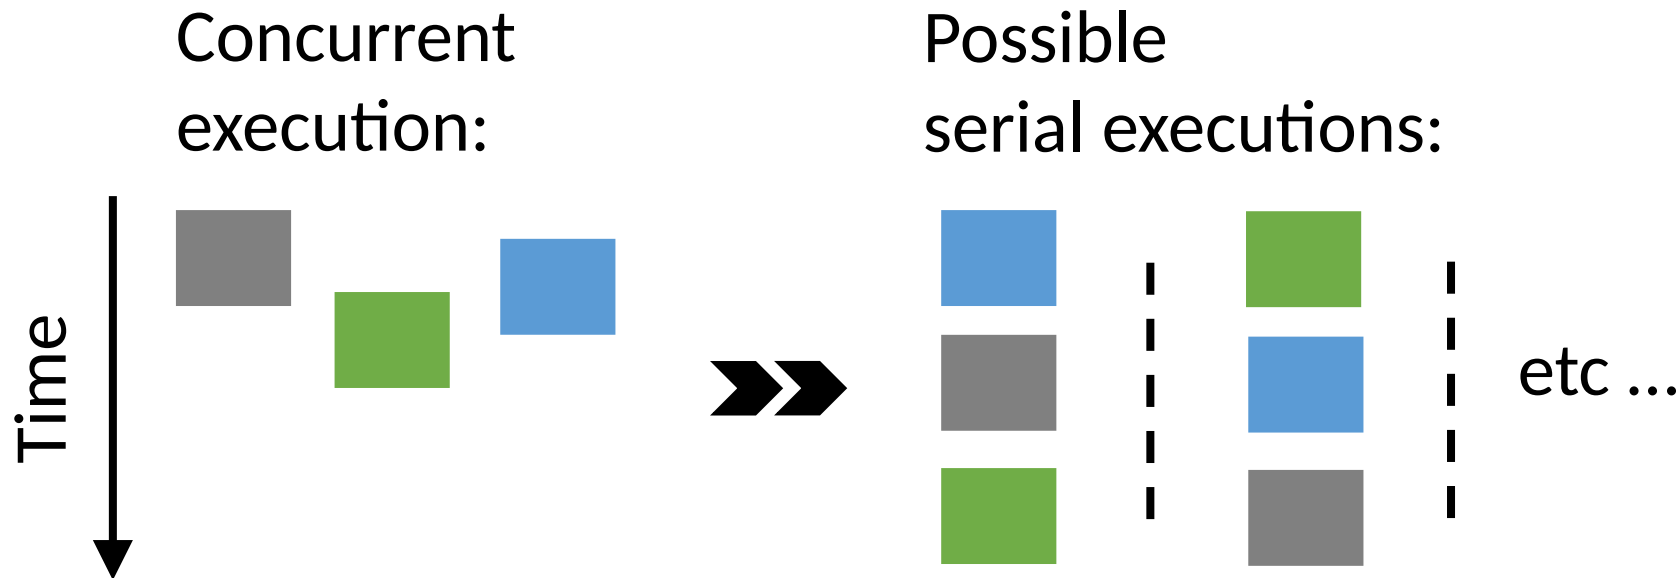 Concurrent
execution:
Possible
serial executions:
Time
etc ...